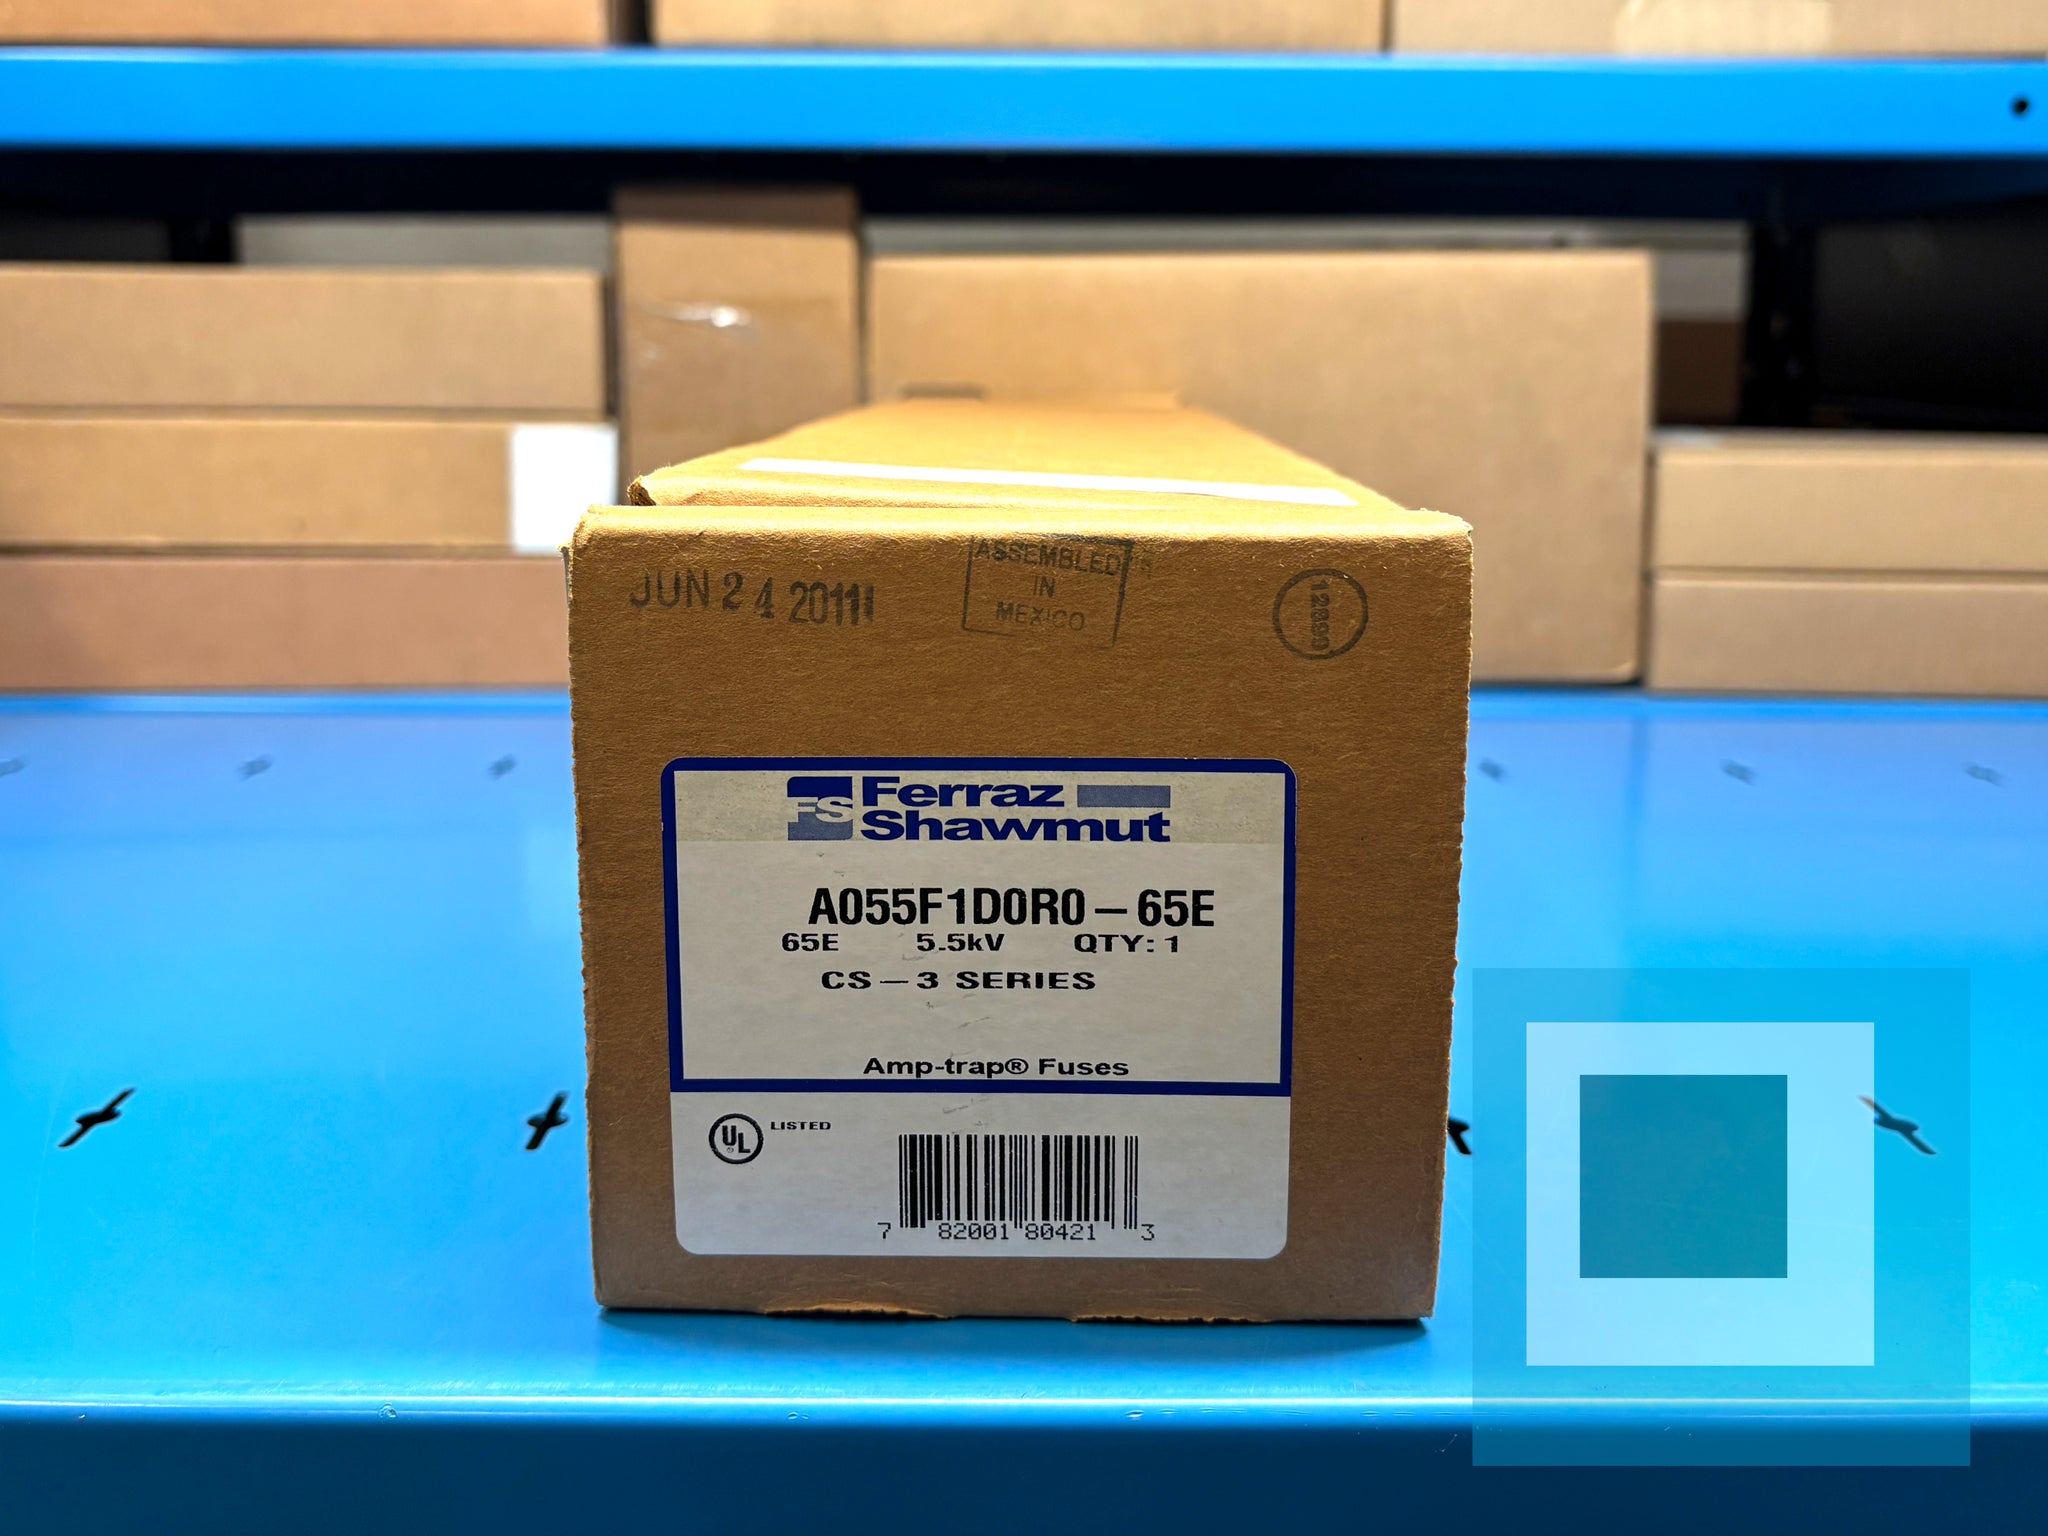 JUN 24 2011
ASSEMBLED
IN
MEXICO
FS Ferraz
Shawmut
A055F1D0R0-65E
65E 5.5kV QTY: 1
CS-3 SERIES
Amp-trap® Fuses
UL® LISTED
7 82001 80421 3